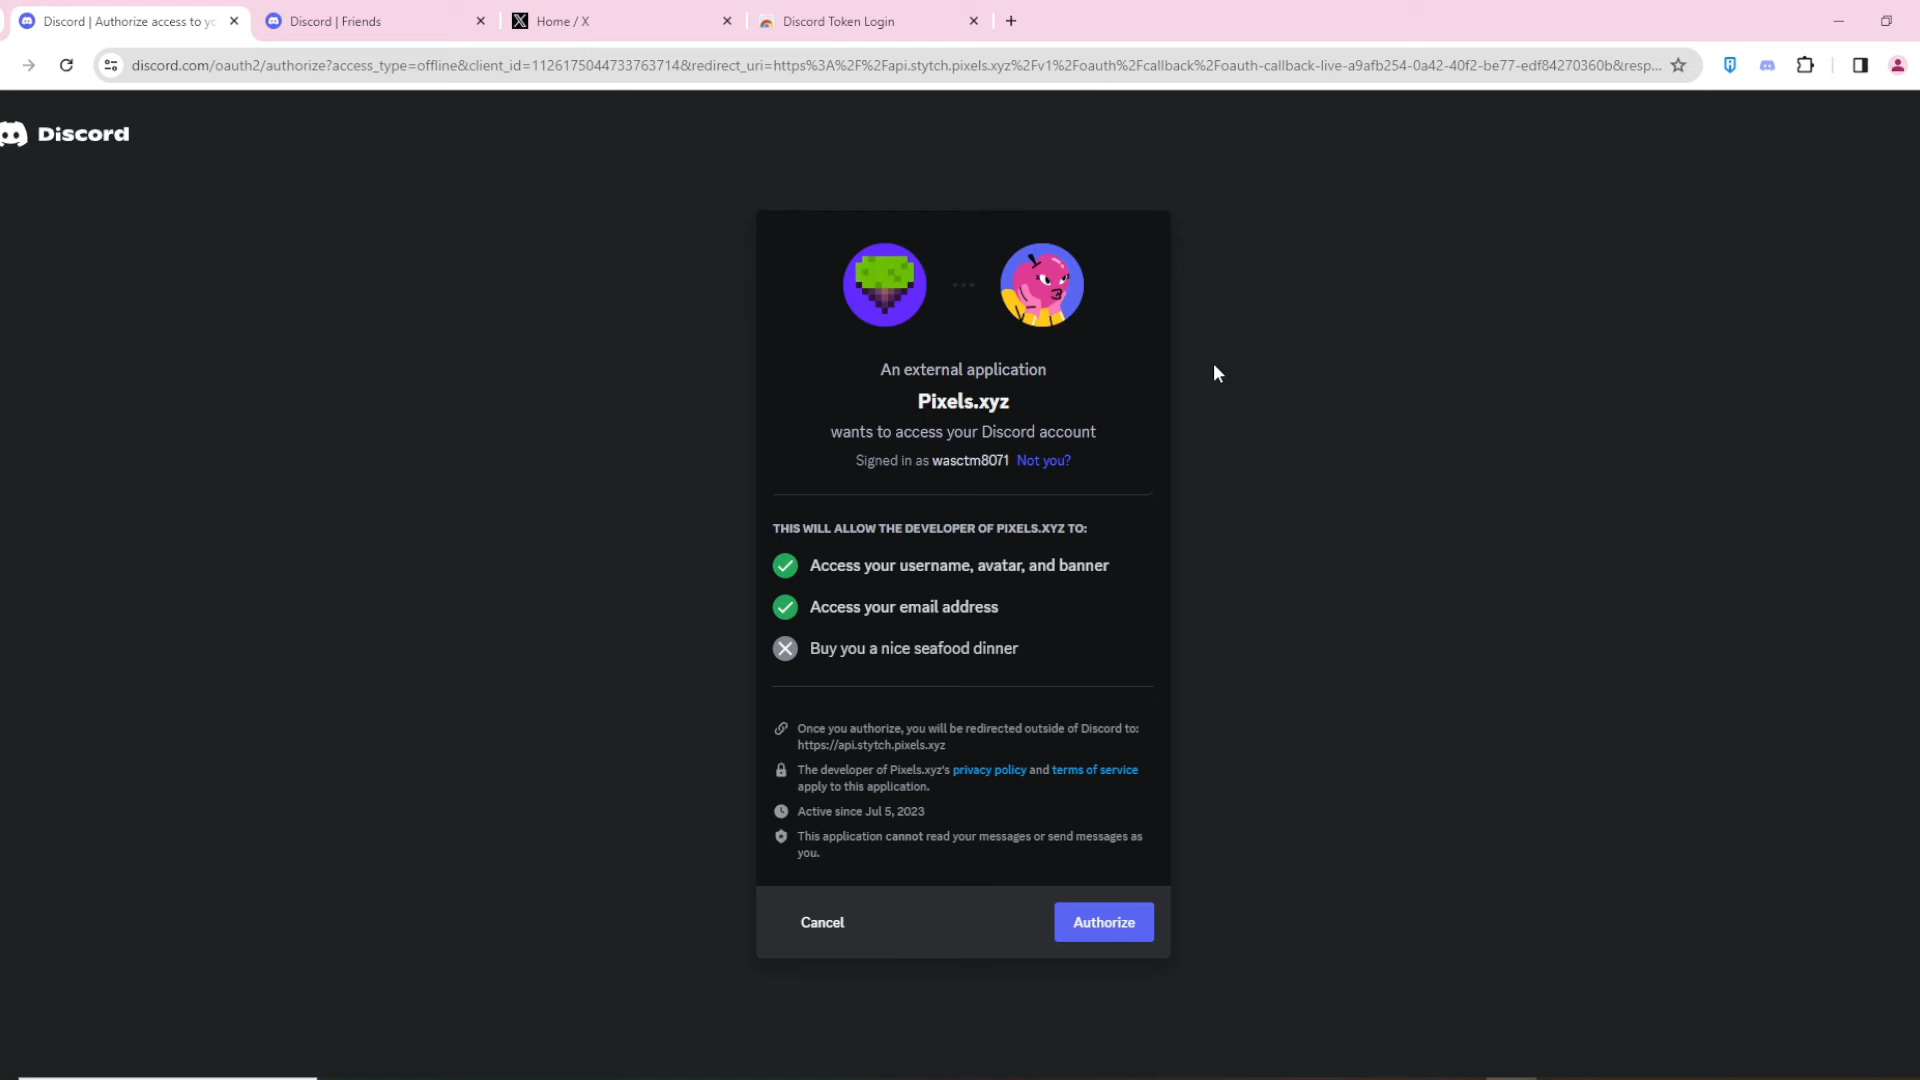 Discord | Authorize access to yo
Discord | Friends
Home / X
Discord Token Login
discord.com/oauth2/authorize?access_type=offline&client_id=1126175044733763714&redirect_uri=https%3A%2F%2Fapi.stytch.pixels.xyz%2Fv1%2Foauth%2Fcallback%2Foauth-callback-live-a9afb254-0a42-40f2-be77-edf84270360b&resp...
Discord
An external application
Pixels.xyz
wants to access your Discord account
Signed in as wasctm8071 Not you?
THIS WILL ALLOW THE DEVELOPER OF PIXELS.XYZ TO:
Access your username, avatar, and banner
Access your email address
Buy you a nice seafood dinner
Once you authorize, you will be redirected outside of Discord to:
https://api.stytch.pixels.xyz
The developer of Pixels.xyz's privacy policy and terms of service
apply to this application.
Active since Jul 5, 2023
This application cannot read your messages or send messages as
you.
Cancel
Authorize